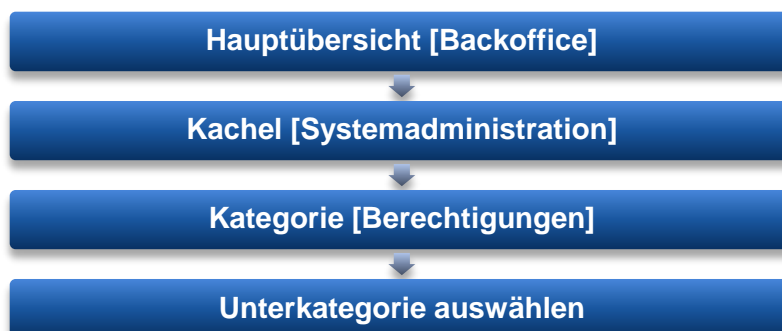 Hauptübersicht [Backoffice]
Kachel [Systemadministration]
Kategorie [Berechtigungen]
Unterkategorie auswählen